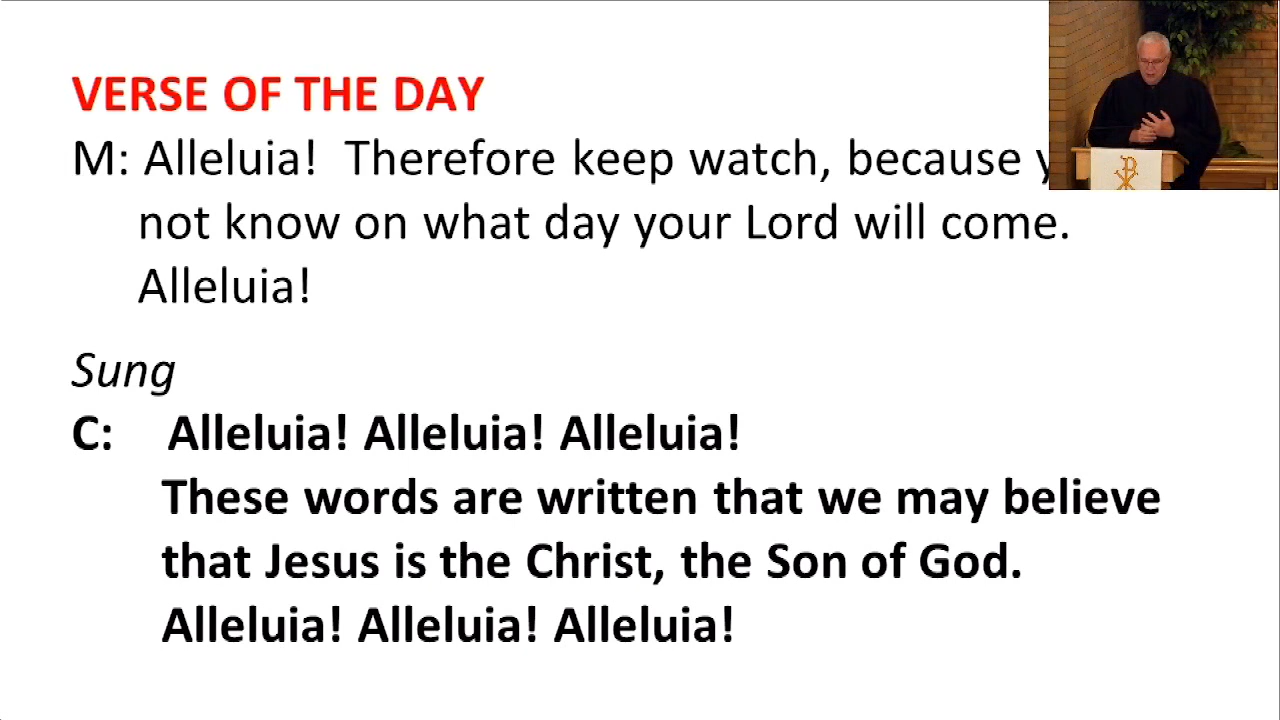 VERSE OF THE DAY
M: Alleluia! Therefore keep watch, because
not know on what day your Lord will come.
Alleluia!
Sung
C: Alleluia! Alleluia! Alleluia!
These words are written that we may believe
that Jesus is the Christ, the Son of God.
Alleluia! Alleluia! Alleluia!